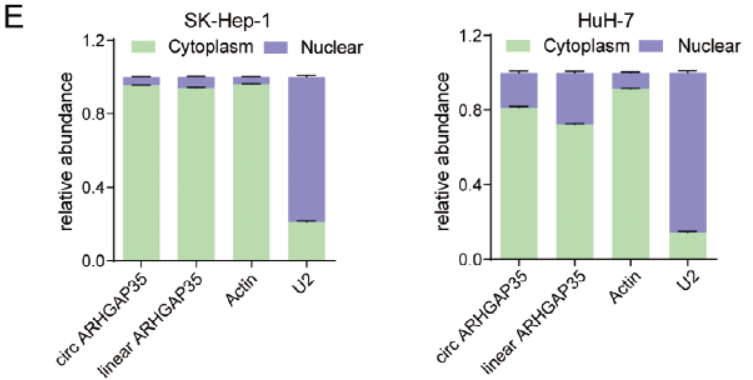 E
SK-Hep-1
Cytoplasm Nuclear
relative abundance
1.2
0.8
0.4
0.0
circ ARHGAP35
linear ARHGAP35
Actin
U2
HuH-7
Cytoplasm Nuclear
relative abundance
1.2
0.8
0.4
0.0
circ ARHGAP35
linear ARHGAP35
Actin
U2